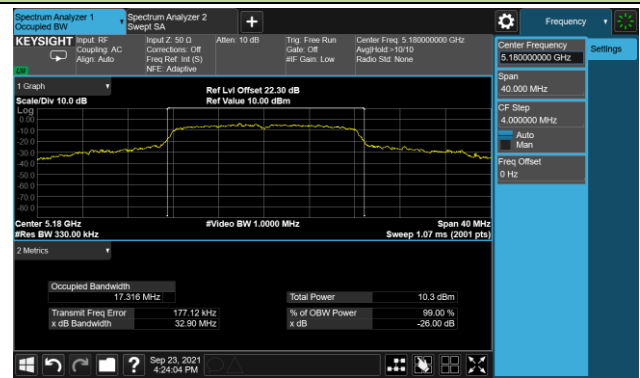 Spectrum Analyzer 1
Occupied BW
Spectrum Analyzer 2
Swept SA
Frequency
KEYSIGHT
Input: RF
Coupling: AC
Align: Auto
Input Z: 50 Ω
Corrections: Off
Freq Ref: Int (S)
NFE: Adaptive
Atten: 10 dB
Trig: Free Run
Gate: Off
#IF Gain: Low
Center Freq: 5.180000000 GHz
Avg|Hold:>10/10
Radio Std: None
Center Frequency
5.180000000 GHz
Settings
Span
40.000 MHz
CF Step
4.000000 MHz
Auto
Man
Freq Offset
0 Hz
1 Graph
Scale/Div 10.0 dB
Ref Lvl Offset 22.30 dB
Ref Value 10.00 dBm
Log
0.00
-10.0
-20.0
-30.0
-40.0
-50.0
-60.0
-70.0
-80.0
Center 5.18 GHz
#Res BW 330.00 kHz
#Video BW 1.0000 MHz
Span 40 MHz
Sweep 1.07 ms (2001 pts)
2 Metrics
Occupied Bandwidth
17.316 MHz
Total Power 10.3 dBm
Transmit Freq Error 177.12 kHz
% of OBW Power 99.00 %
x dB Bandwidth 32.90 MHz
x dB -26.00 dB
Sep 23, 2021
4:24:04 PM